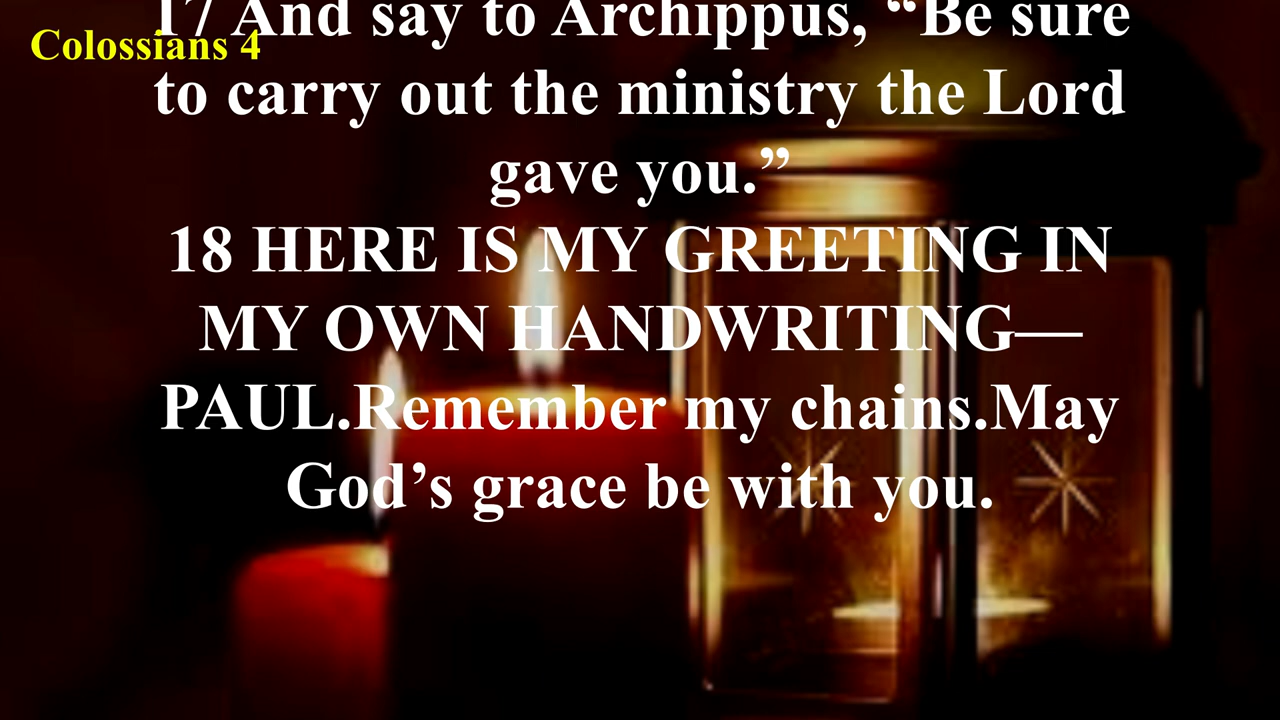 Colossians 4
17 And say to Archippus, “Be sure
to carry out the ministry the Lord
gave you.”
18 HERE IS MY GREETING IN
MY OWN HANDWRITING—
PAUL.Remember my chains.May
God’s grace be with you.